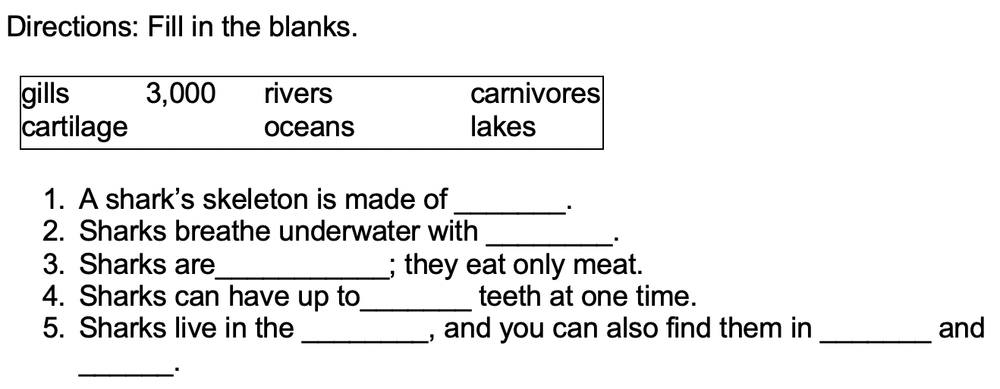 Directions: Fill in the blanks.
gills 3,000 rivers carnivores
cartilage oceans lakes
1. A shark's skeleton is made of _______.
2. Sharks breathe underwater with ________.
3. Sharks are___________; they eat only meat.
4. Sharks can have up to_______ teeth at one time.
5. Sharks live in the ________, and you can also find them in _______ and
______.